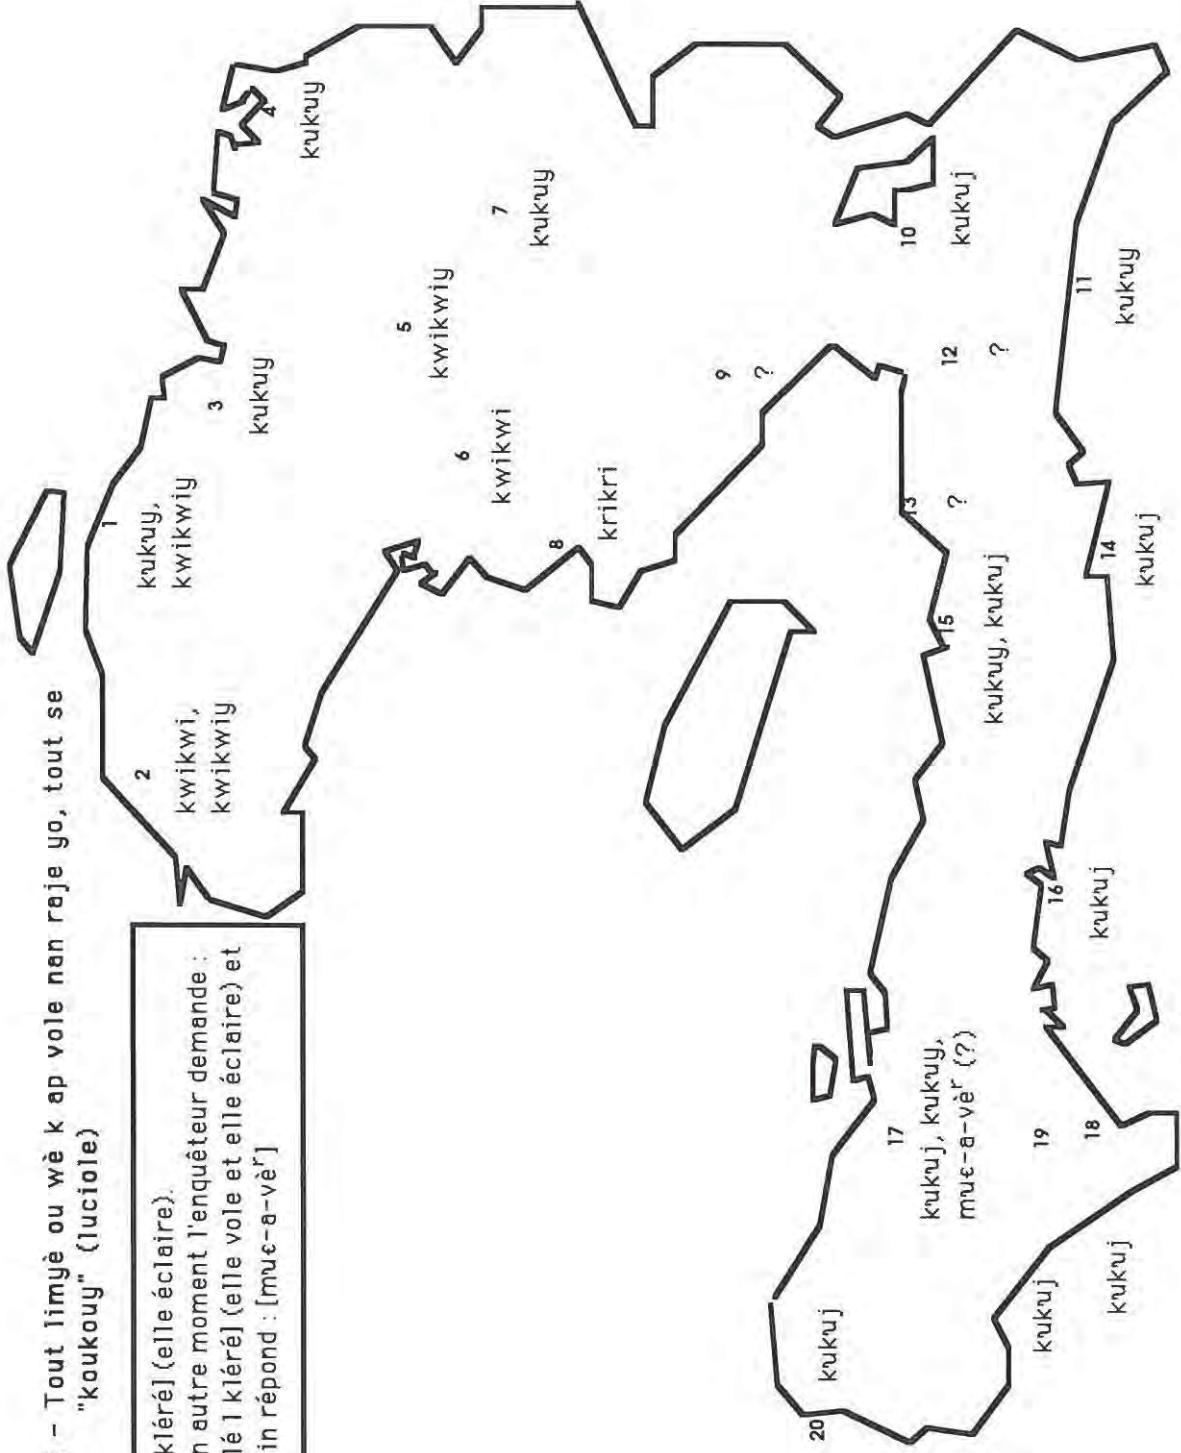 - Tout limyè ou wè k ap vole nan raje yo, tout se
"koukouy" (luciole)
kléré] (elle éclaire).
n autre moment l'enquêteur demande :
lé l kléré] (elle vole et elle éclaire) et
in répond : [muɛ-a-vèʳ]
1
kukuy,
kwikwiy
2
kwikwi,
kwikwiy
3
kukuy
4
kukuy
5
kwikwiy
6
kwikwi
7
kukuy
8
krikri
9
?
10
kukuj
11
kukuy
12
?
13
?
14
kukuj
15
kukuy, kukuj
16
kukuj
17
kukuj, kukuy,
muɛ-a-vèʳ (?)
18
kukuj
19
kukuj
20
kukuj